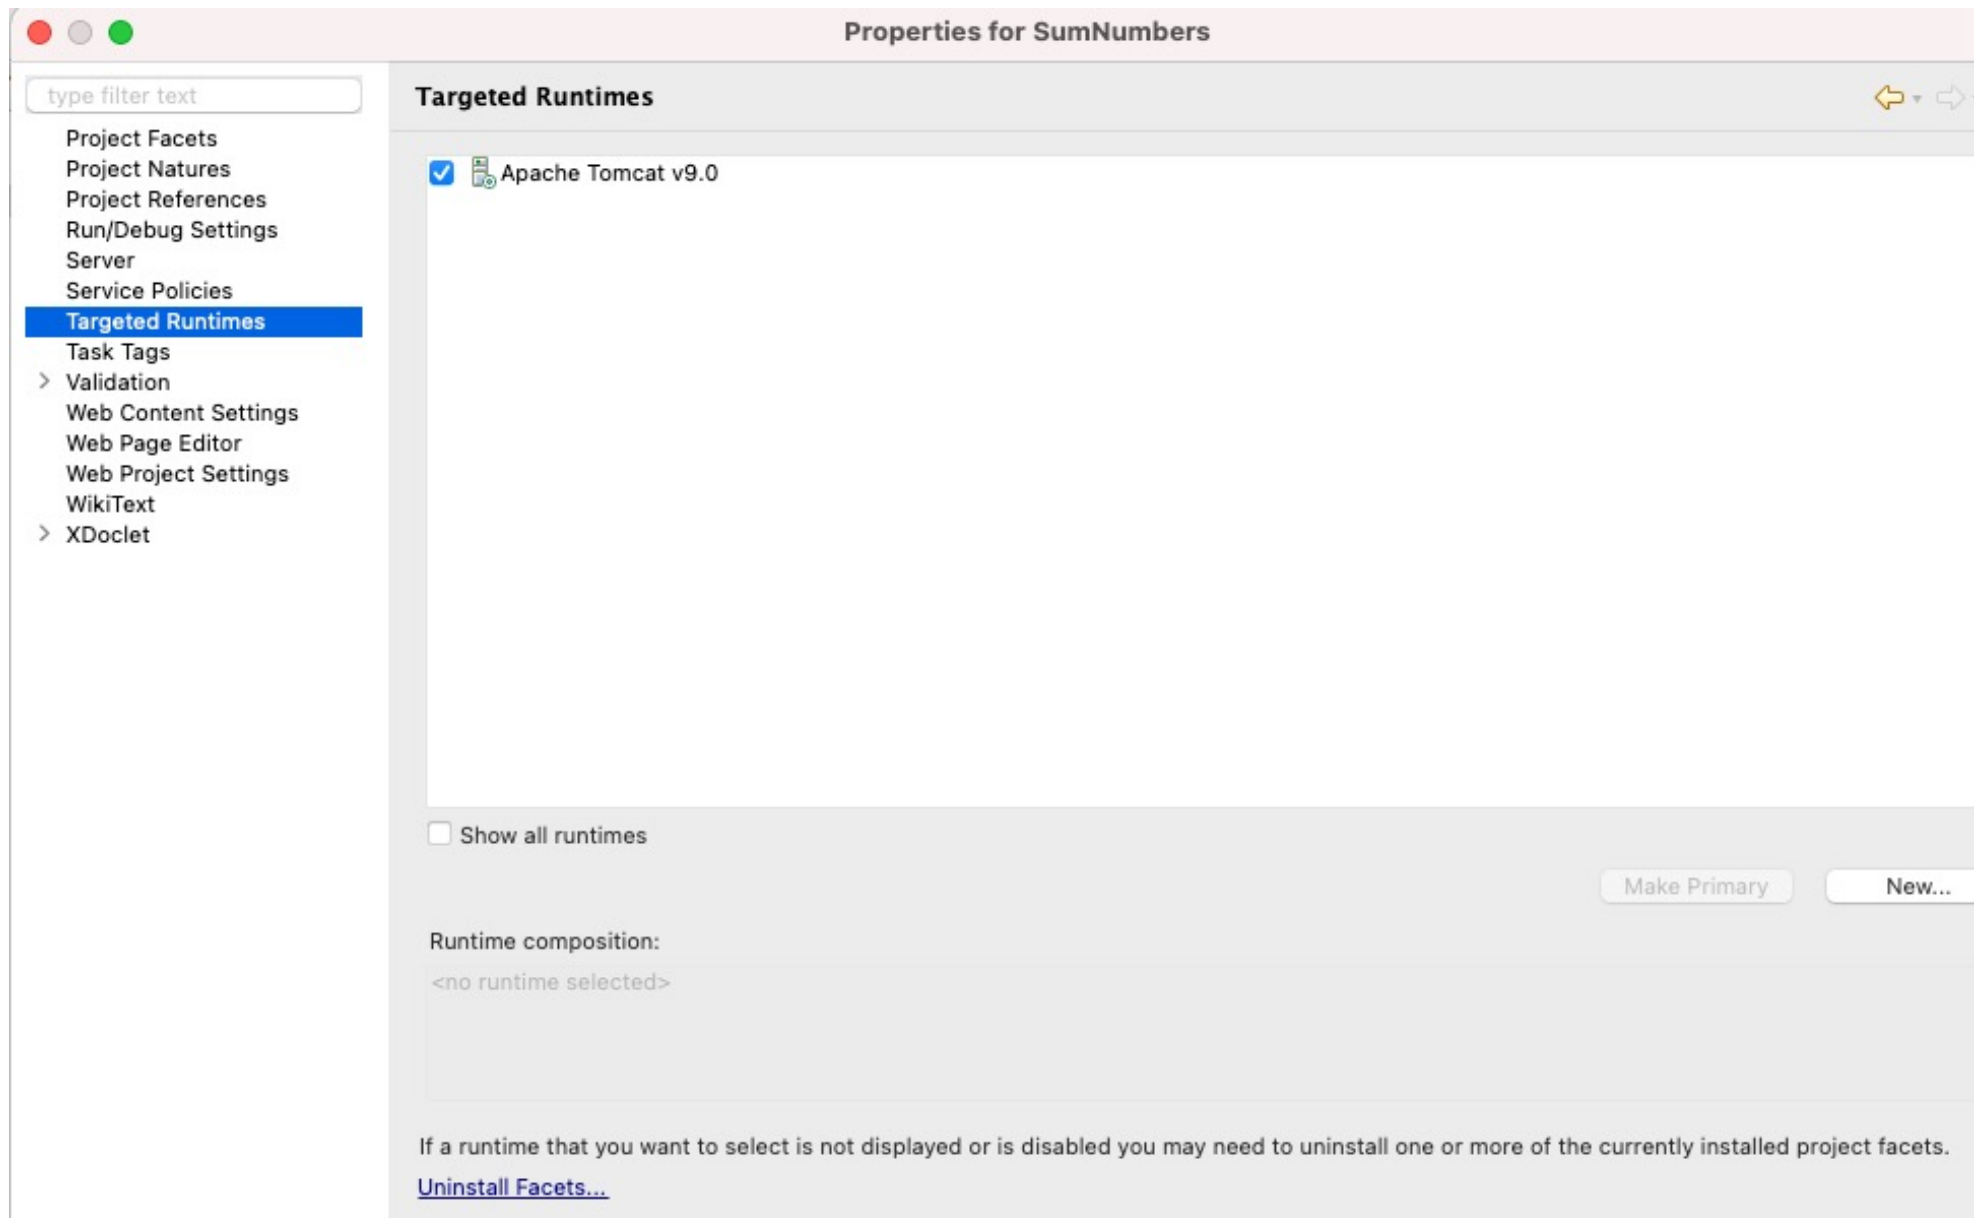 Properties for SumNumbers
type filter text
Project Facets
Project Natures
Project References
Run/Debug Settings
Server
Service Policies
Targeted Runtimes
Task Tags
Validation
Web Content Settings
Web Page Editor
Web Project Settings
WikiText
XDoclet
Targeted Runtimes
Apache Tomcat v9.0
Show all runtimes
Make Primary
New...
Runtime composition:
<no runtime selected>
If a runtime that you want to select is not displayed or is disabled you may need to uninstall one or more of the currently installed project facets.
Uninstall Facets...